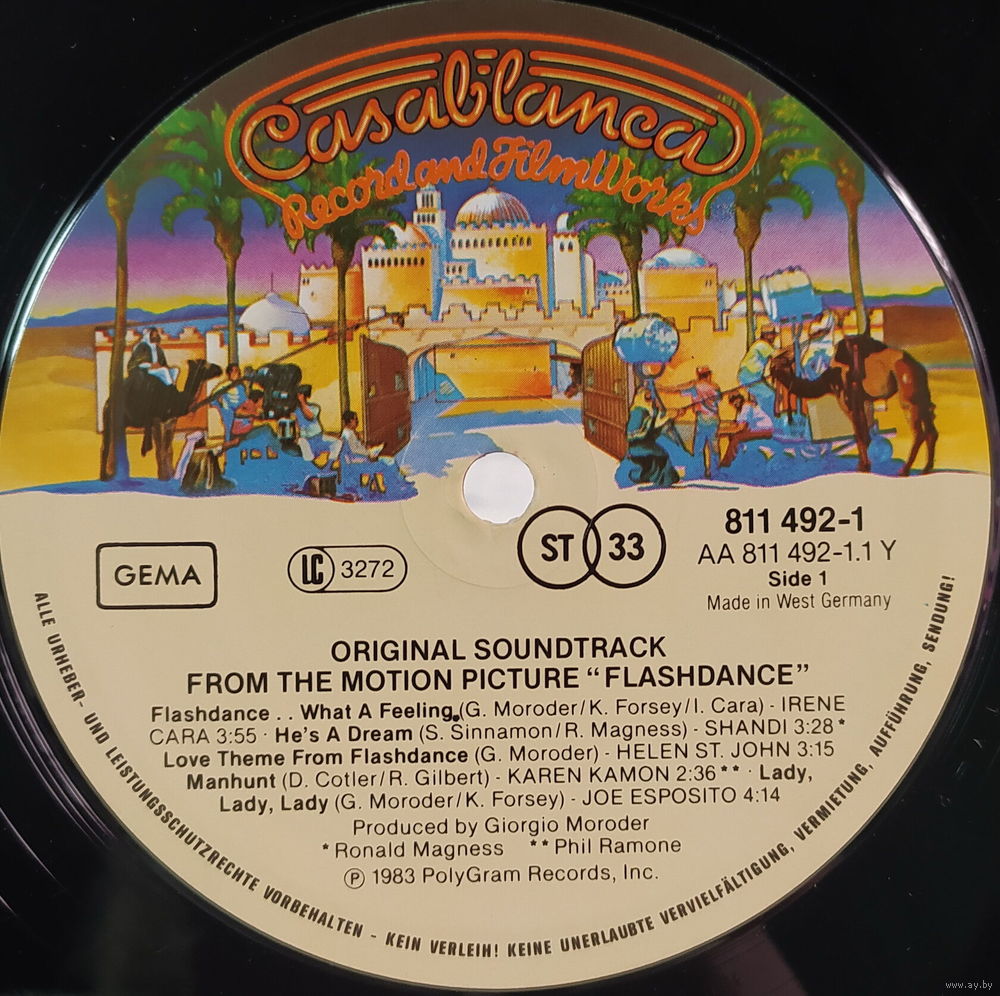 Casablanca
Record and FilmWorks
GEMA
LC 3272
ST 33
811 492-1
AA 811 492-1.1 Y
Side 1
Made in West Germany
ORIGINAL SOUNDTRACK
FROM THE MOTION PICTURE “FLASHDANCE”
Flashdance . . What A Feeling (G. Moroder/K. Forsey/I. Cara) - IRENE
CARA 3:55 · He's A Dream (S. Sinnamon/R. Magness) - SHANDI 3:28*
Love Theme From Flashdance (G. Moroder) - HELEN ST. JOHN 3:15
Manhunt (D. Cotler/R. Gilbert) - KAREN KAMON 2:36** · Lady,
Lady, Lady (G. Moroder/K. Forsey) - JOE ESPOSITO 4:14
Produced by Giorgio Moroder
*Ronald Magness **Phil Ramone
℗ 1983 PolyGram Records, Inc.
ALLE URHEBER- UND LEISTUNGSSCHUTZRECHTE VORBEHALTEN - KEIN VERLEIH! KEINE UNERLAUBTE VERVIELFÄLTIGUNG, VERMIETUNG, AUFFÜHRUNG, SENDUNG!
www.ay.by